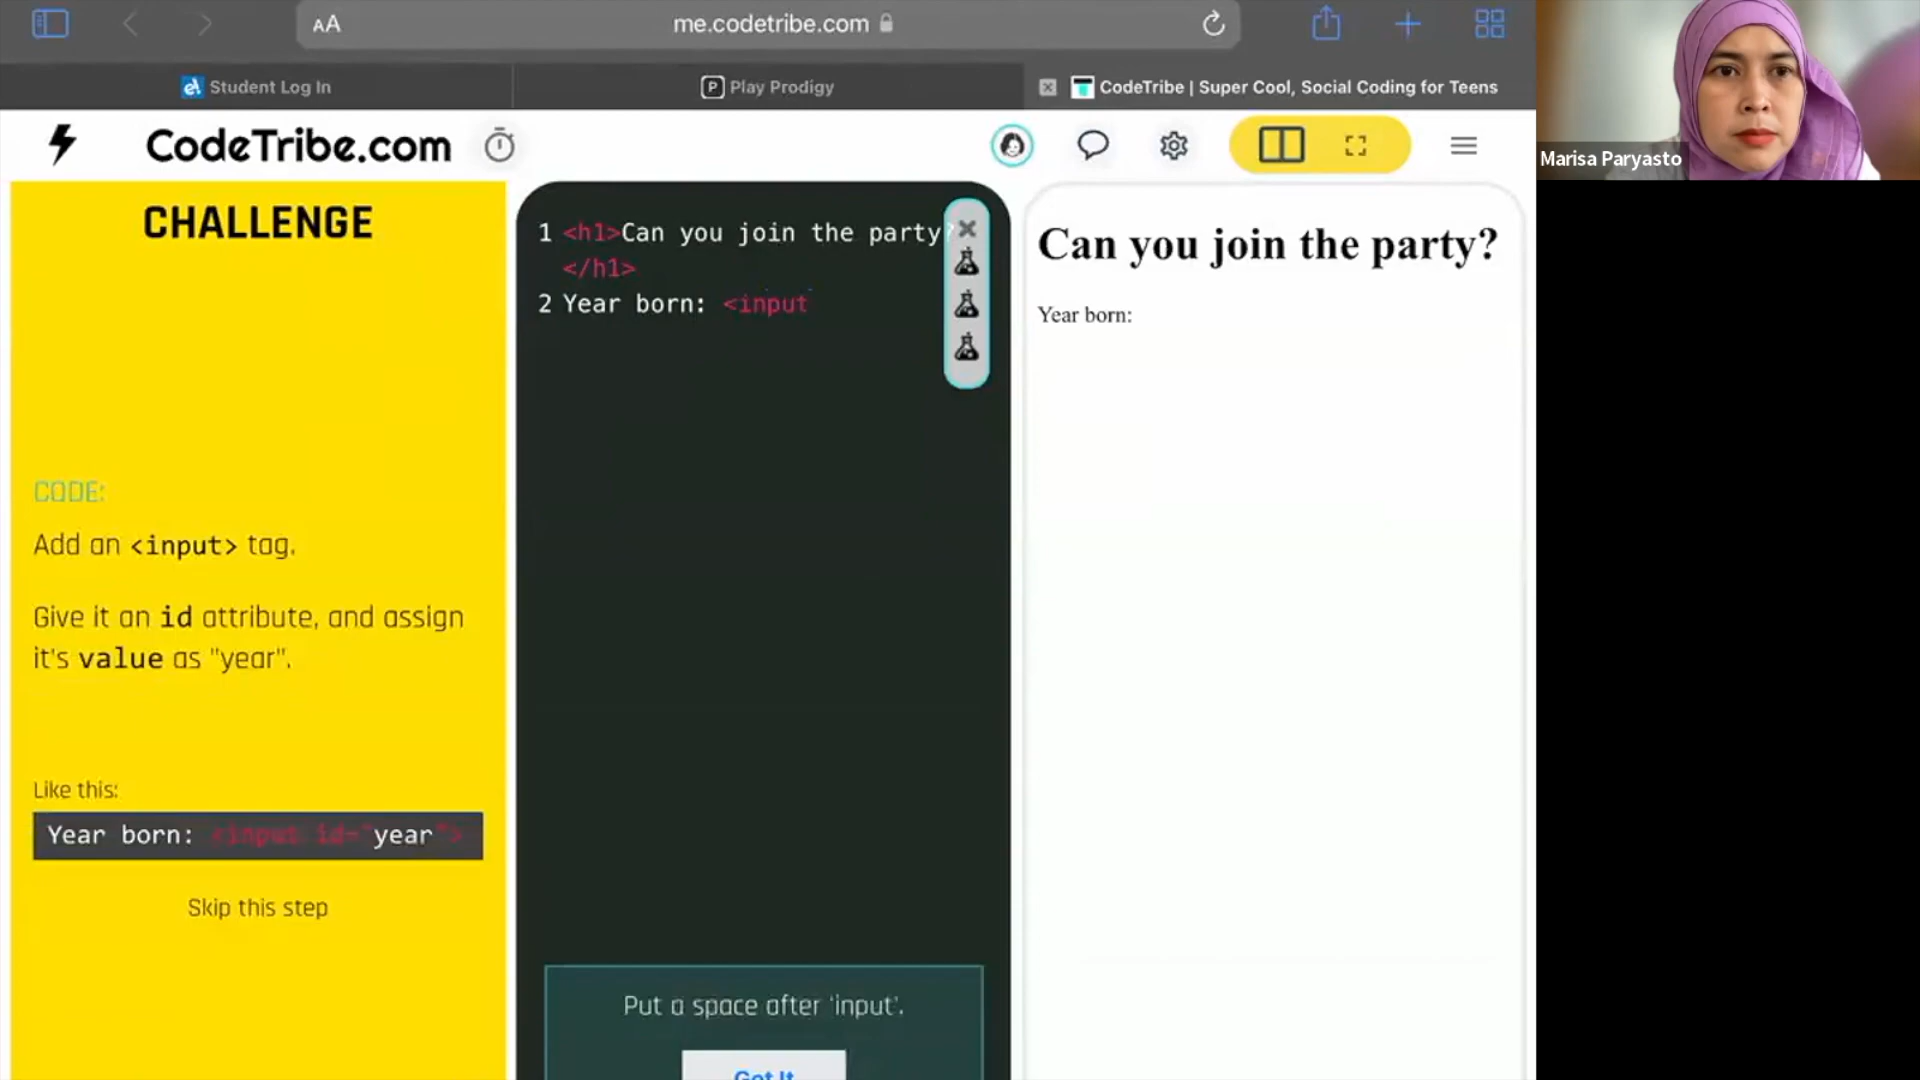 AA
me.codetribe.com
Student Log In
Play Prodigy
CodeTribe | Super Cool, Social Coding for Teens
Marisa Paryasto
CodeTribe.com
CHALLENGE
CODE:
Add an <input> tag.
Give it an id attribute, and assign
it's value as "year".
Like this:
Year born: <input id="year">
Skip this step
1 <h1>Can you join the party?
</h1>
2 Year born: <input
Put a space after 'input'.
Got It
Can you join the party?
Year born: